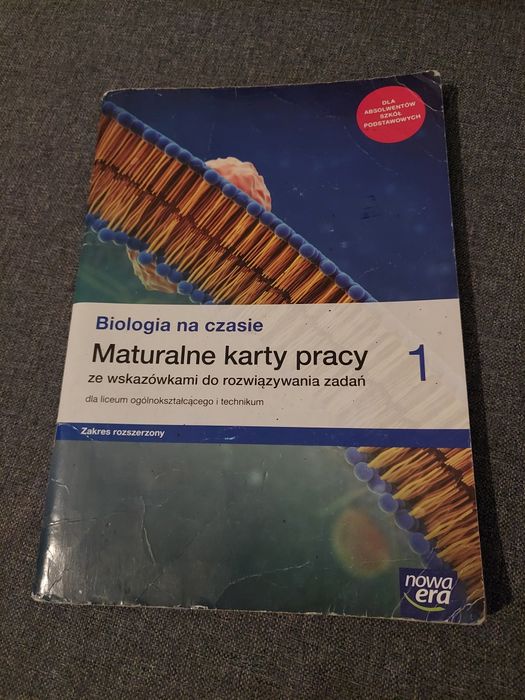 DLA
ABSOLWENTÓW
SZKÓŁ
PODSTAWOWYCH
Biologia na czasie
Maturalne karty pracy 1
ze wskazówkami do rozwiązywania zadań
dla liceum ogólnokształcącego i technikum
Zakres rozszerzony
nowa
era